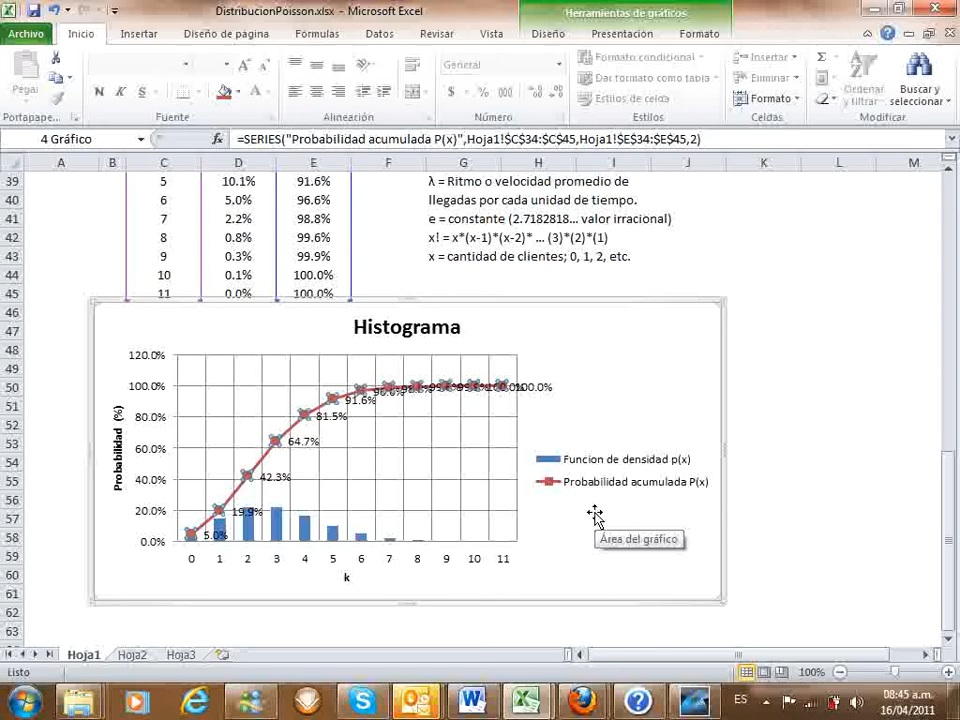 DistribucionPoisson.xlsx - Microsoft Excel
Herramientas de gráficos
Archivo Inicio Insertar Diseño de página Fórmulas Datos Revisar Vista Diseño Presentación Formato
Pegar
N K S
A A
General
$ % 000
Formato condicional
Dar formato como tabla
Estilos de celda
Insertar
Eliminar
Formato
Σ
Ordenar y filtrar
Buscar y seleccionar
Portapape... Fuente Alineación Número Estilos Celdas Modificar
4 Gráfico fx =SERIES("Probabilidad acumulada P(x)",Hoja1!$C$34:$C$45,Hoja1!$E$34:$E$45,2)
A B C D E F G H I J K L M
39 5 10.1% 91.6% λ = Ritmo o velocidad promedio de
40 6 5.0% 96.6% llegadas por cada unidad de tiempo.
41 7 2.2% 98.8% e = constante (2.7182818... valor irracional)
42 8 0.8% 99.6% x! = x*(x-1)*(x-2)* ... (3)*(2)*(1)
43 9 0.3% 99.9% x = cantidad de clientes; 0, 1, 2, etc.
44 10 0.1% 100.0%
45 11 0.0% 100.0%
46
47
48
49
50
51
52
53
54
55
56
57
58
59
60
61
62
63
Histograma
Probabilidad (%)
120.0%
100.0%
80.0%
60.0%
40.0%
20.0%
0.0%
5.0%
19.9%
42.3%
64.7%
81.5%
91.6%
100.0%
0 1 2 3 4 5 6 7 8 9 10 11
k
Funcion de densidad p(x)
Probabilidad acumulada P(x)
Área del gráfico
Hoja1 Hoja2 Hoja3
Listo 100%
ES
08:45 a.m.
16/04/2011